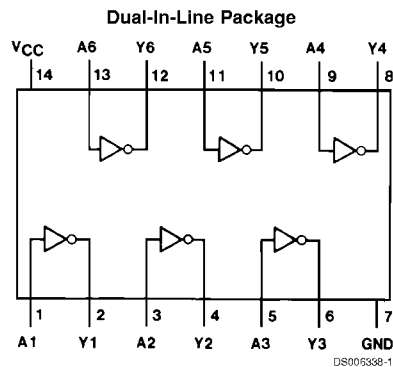 Dual-In-Line Package
VCC A6 Y6 A5 Y5 A4 Y4
14 13 12 11 10 9 8
1 2 3 4 5 6 7
A1 Y1 A2 Y2 A3 Y3 GND
DS006338-1